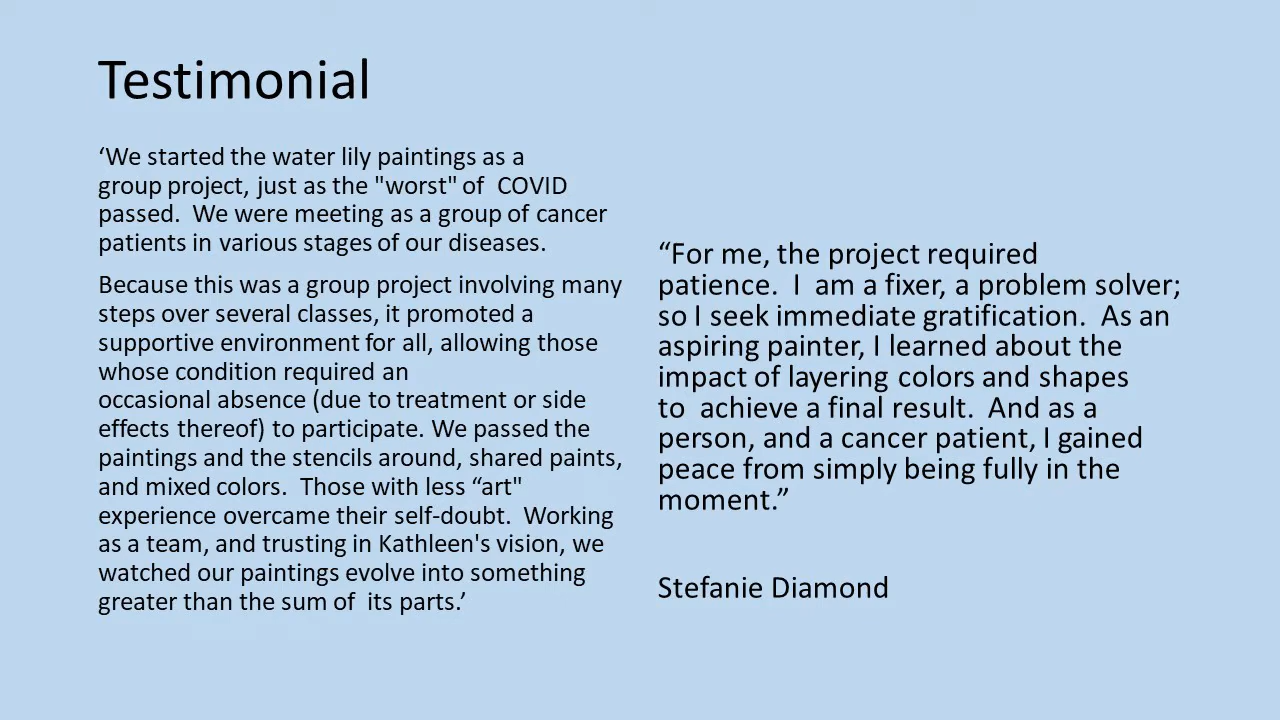 Testimonial
‘We started the water lily paintings as a
group project, just as the "worst" of  COVID
passed.  We were meeting as a group of cancer
patients in various stages of our diseases.
Because this was a group project involving many
steps over several classes, it promoted a
supportive environment for all, allowing those
whose condition required an
occasional absence (due to treatment or side
effects thereof) to participate. We passed the
paintings and the stencils around, shared paints,
and mixed colors.  Those with less “art"
experience overcame their self-doubt.  Working
as a team, and trusting in Kathleen's vision, we
watched our paintings evolve into something
greater than the sum of  its parts.’
“For me, the project required
patience.  I  am a fixer, a problem solver;
so I seek immediate gratification.  As an
aspiring painter, I learned about the
impact of layering colors and shapes
to  achieve a final result.  And as a
person, and a cancer patient, I gained
peace from simply being fully in the
moment.”
Stefanie Diamond